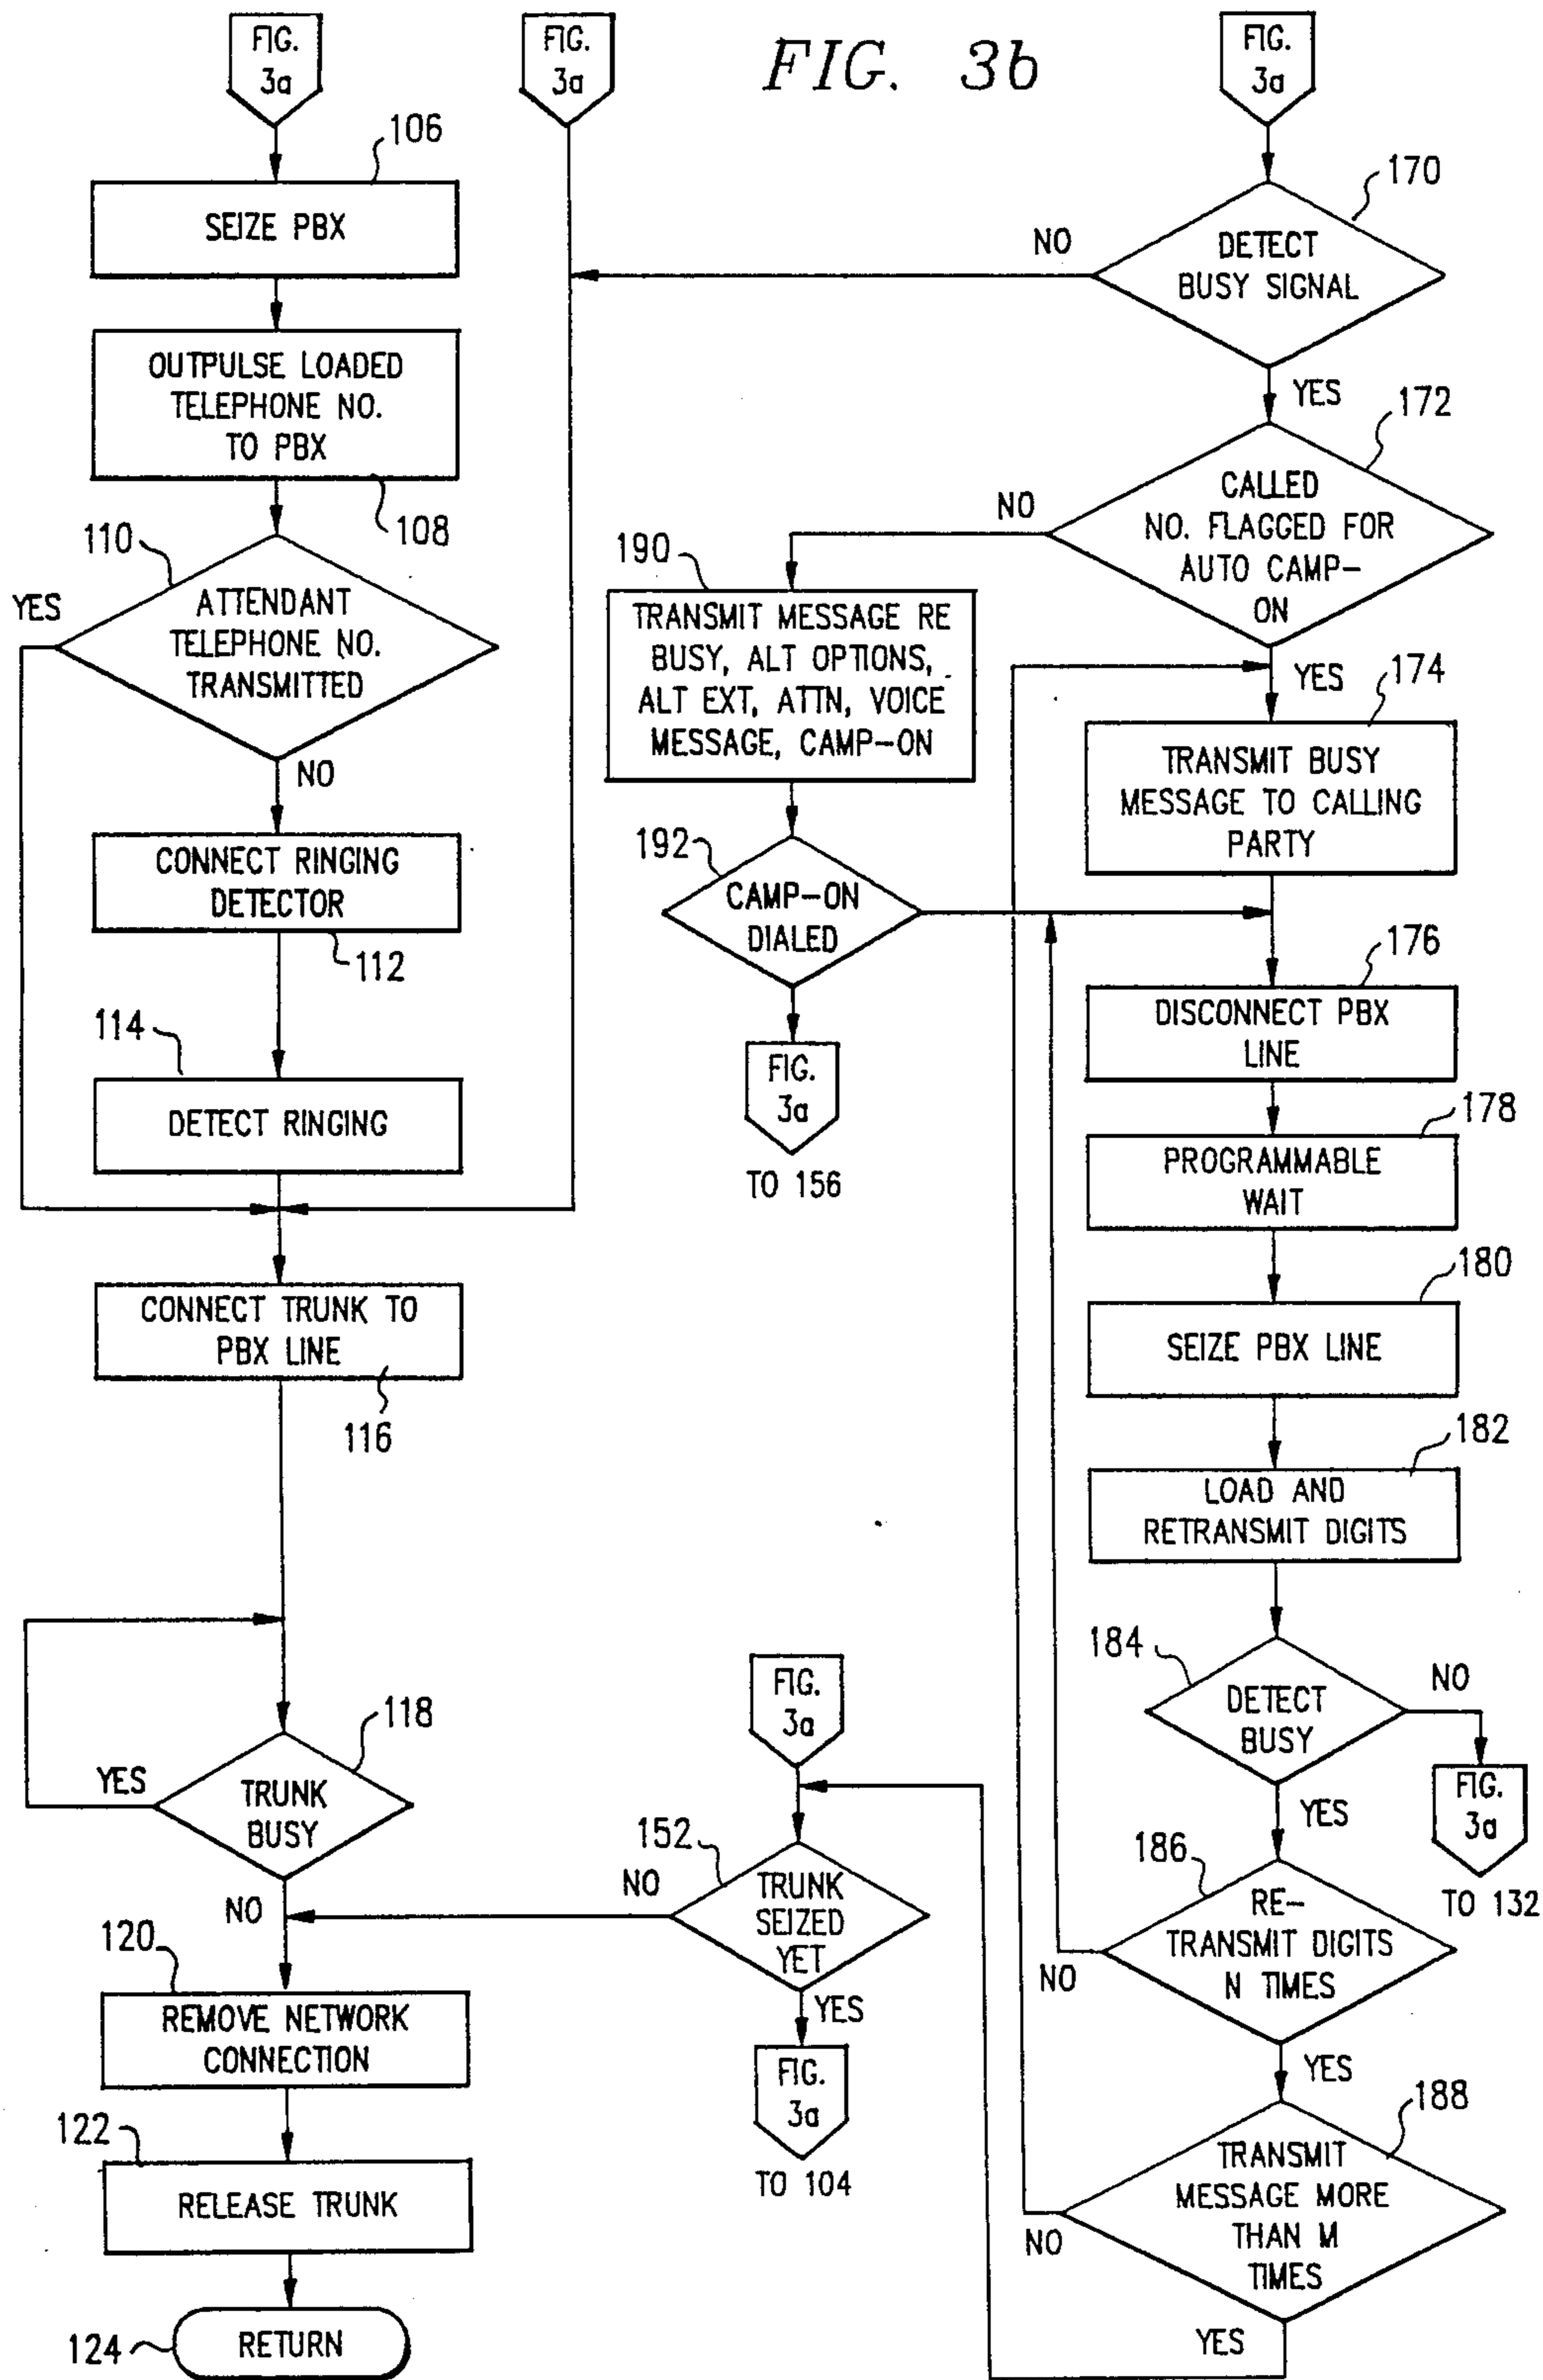 FIG.
3a
FIG.
3a
FIG. 3b
FIG.
3a
106
SEIZE PBX
OUTPULSE LOADED
TELEPHONE NO.
TO PBX
108
110
YES
ATTENDANT
TELEPHONE NO.
TRANSMITTED
NO
CONNECT RINGING
DETECTOR
112
114
DETECT RINGING
CONNECT TRUNK TO
PBX LINE
116
118
YES
TRUNK
BUSY
NO
120
REMOVE NETWORK
CONNECTION
122
RELEASE TRUNK
124
RETURN
170
NO
DETECT
BUSY SIGNAL
YES
172
NO
CALLED
NO. FLAGGED FOR
AUTO CAMP-
ON
YES
190
TRANSMIT MESSAGE RE
BUSY, ALT OPTIONS,
ALT EXT, ATTN, VOICE
MESSAGE, CAMP-ON
192
CAMP-ON
DIALED
FIG.
3a
TO 156
174
TRANSMIT BUSY
MESSAGE TO CALLING
PARTY
176
DISCONNECT PBX
LINE
178
PROGRAMMABLE
WAIT
180
SEIZE PBX LINE
182
LOAD AND
RETRANSMIT DIGITS
184
DETECT
BUSY
NO
FIG.
3a
TO 132
YES
186
RE-
TRANSMIT DIGITS
N TIMES
NO
YES
188
TRANSMIT
MESSAGE MORE
THAN M
TIMES
NO
YES
FIG.
3a
152
NO
TRUNK
SEIZED
YET
YES
FIG.
3a
TO 104